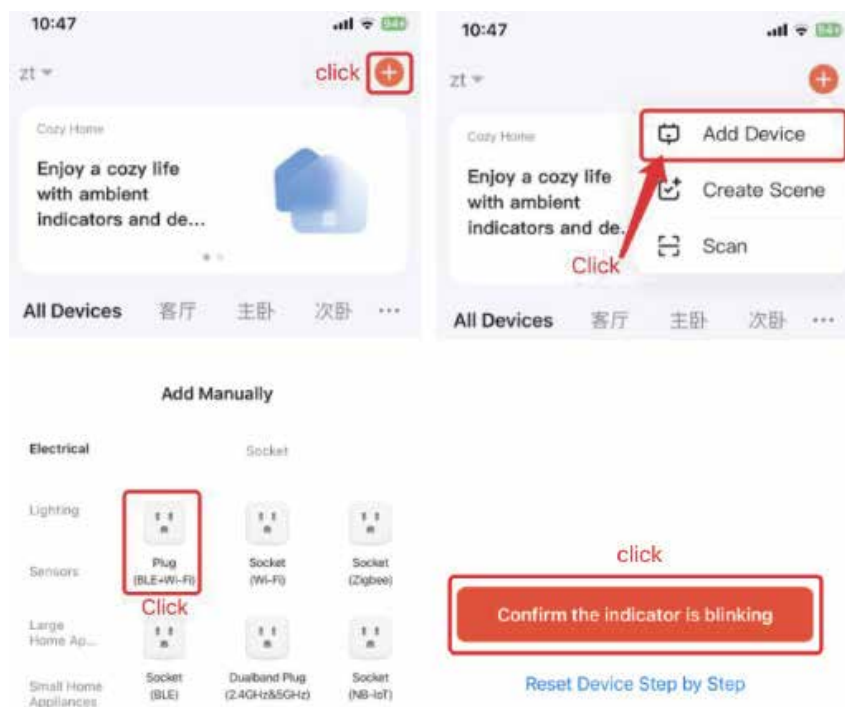 10:47
zt
click
Cozy Home
Enjoy a cozy life
with ambient
indicators and de...
All Devices 客厅 主卧 次卧 ...
10:47
zt
Add Device
Cozy Home
Enjoy a cozy life
with ambient
indicators and de.
Create Scene
Scan
Click
All Devices 客厅 主卧 次卧 ...
Add Manually
Electrical
Socket
Lighting
Sensors
Large
Home Ap...
Small Home
Appliances
Plug
(BLE+Wi-Fi)
Socket
(Wi-Fi)
Socket
(Zigbee)
Click
Socket
(BLE)
Dualband Plug
(2.4GHz&5GHz)
Socket
(NB-IoT)
click
Confirm the indicator is blinking
Reset Device Step by Step